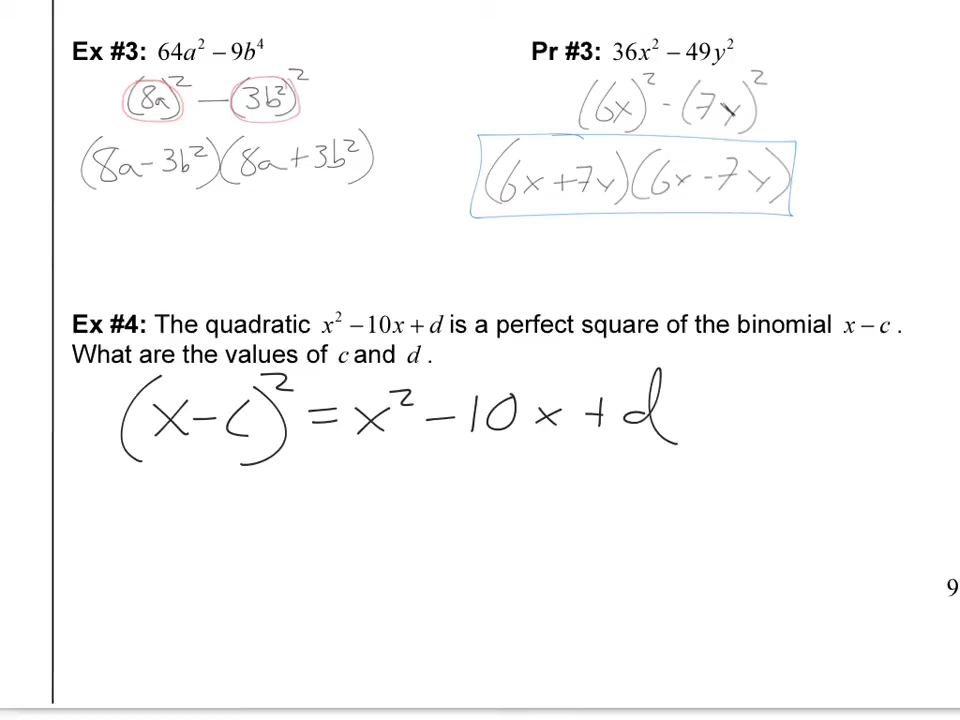 Ex #3: 64a² − 9b⁴
(8a)² − (3b²)²
(8a − 3b²)(8a + 3b²)
Pr #3: 36x² − 49y²
(6x)² - (7y)²
(6x + 7y)(6x - 7y)
Ex #4: The quadratic x² − 10x + d is a perfect square of the binomial x − c .
What are the values of c and d .
(x − c)² = x² − 10x + d
9